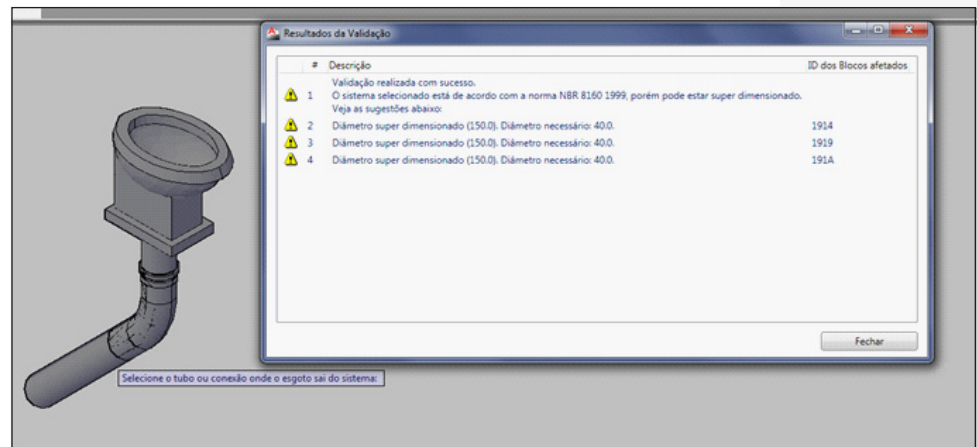 Resultados da Validação
# Descrição ID dos Blocos afetados
Validação realizada com sucesso.
1 O sistema selecionado está de acordo com a norma NBR 8160 1999, porém pode estar super dimensionado.
Veja as sugestões abaixo:
2 Diâmetro super dimensionado (150.0). Diâmetro necessário: 40.0. 1914
3 Diâmetro super dimensionado (150.0). Diâmetro necessário: 40.0. 1919
4 Diâmetro super dimensionado (150.0). Diâmetro necessário: 40.0. 191A
Fechar
Selecione o tubo ou conexão onde o esgoto sai do sistema: